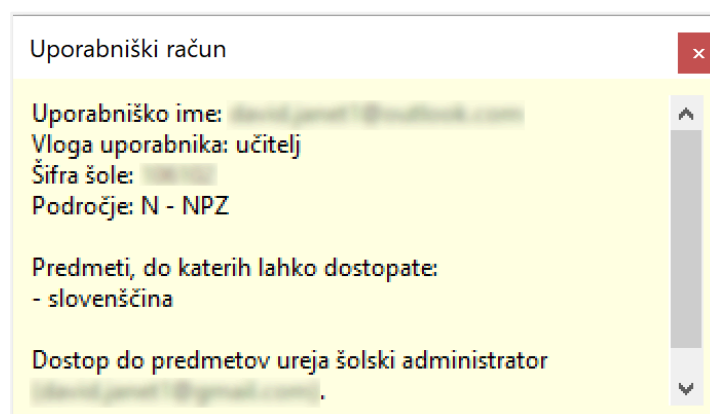 Uporabniški račun
Uporabniško ime:
Vloga uporabnika: učitelj
Šifra šole:
Področje: N - NPZ
Predmeti, do katerih lahko dostopate:
- slovenščina
Dostop do predmetov ureja šolski administrator